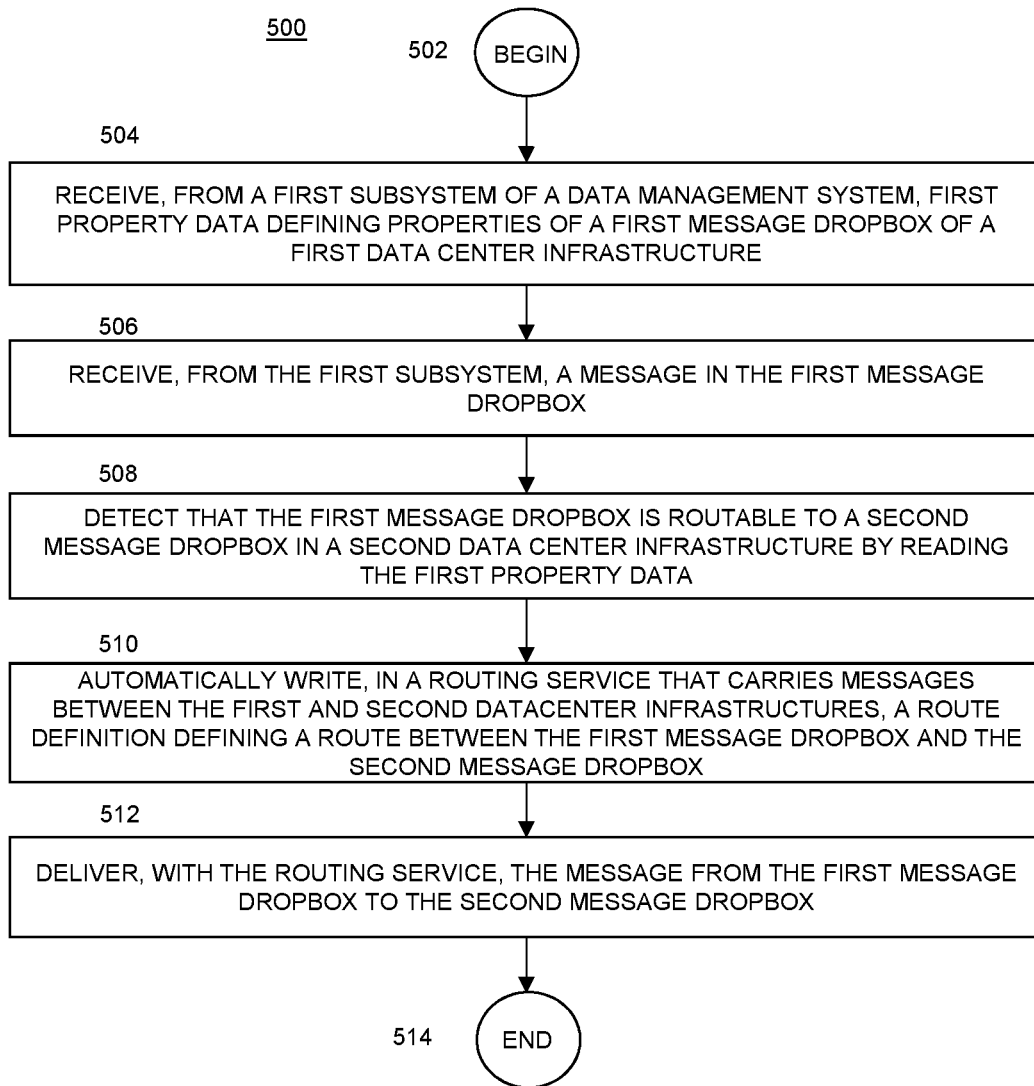 500
502
BEGIN
504
RECEIVE, FROM A FIRST SUBSYSTEM OF A DATA MANAGEMENT SYSTEM, FIRST
PROPERTY DATA DEFINING PROPERTIES OF A FIRST MESSAGE DROPBOX OF A
FIRST DATA CENTER INFRASTRUCTURE
506
RECEIVE, FROM THE FIRST SUBSYSTEM, A MESSAGE IN THE FIRST MESSAGE
DROPBOX
508
DETECT THAT THE FIRST MESSAGE DROPBOX IS ROUTABLE TO A SECOND
MESSAGE DROPBOX IN A SECOND DATA CENTER INFRASTRUCTURE BY READING
THE FIRST PROPERTY DATA
510
AUTOMATICALLY WRITE, IN A ROUTING SERVICE THAT CARRIES MESSAGES
BETWEEN THE FIRST AND SECOND DATACENTER INFRASTRUCTURES, A ROUTE
DEFINITION DEFINING A ROUTE BETWEEN THE FIRST MESSAGE DROPBOX AND THE
SECOND MESSAGE DROPBOX
512
DELIVER, WITH THE ROUTING SERVICE, THE MESSAGE FROM THE FIRST MESSAGE
DROPBOX TO THE SECOND MESSAGE DROPBOX
514
END